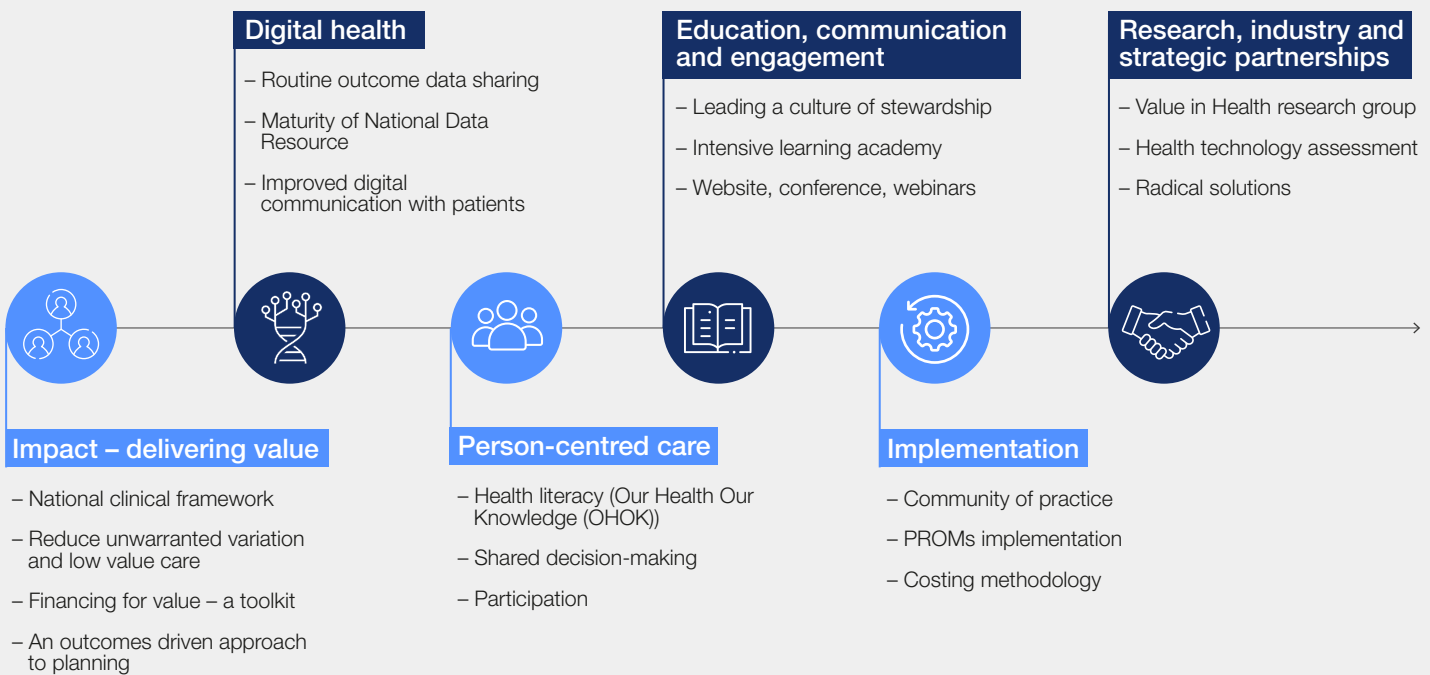 Digital health
– Routine outcome data sharing
– Maturity of National Data
Resource
– Improved digital
communication with patients
Education, communication
and engagement
– Leading a culture of stewardship
– Intensive learning academy
– Website, conference, webinars
Research, industry and
strategic partnerships
– Value in Health research group
– Health technology assessment
– Radical solutions
Impact – delivering value
– National clinical framework
– Reduce unwarranted variation
and low value care
– Financing for value – a toolkit
– An outcomes driven approach
to planning
Person-centred care
– Health literacy (Our Health Our
Knowledge (OHOK))
– Shared decision-making
– Participation
Implementation
– Community of practice
– PROMs implementation
– Costing methodology